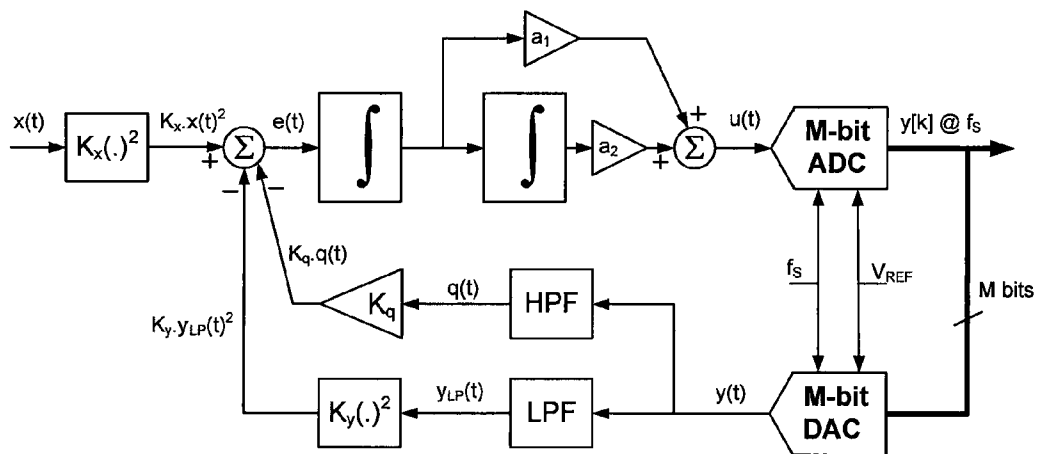 a₁
x(t)
Kₓ(.)²
Kₓ.x(t)²
+
Σ
−
−
e(t)
∫
∫
a₂
+
+
Σ
u(t)
M-bit
ADC
y[k] @ fS
fS
VREF
M bits
Kq.q(t)
Kq
q(t)
HPF
Ky.yLP(t)²
Ky(.)²
yLP(t)
LPF
y(t)
M-bit
DAC